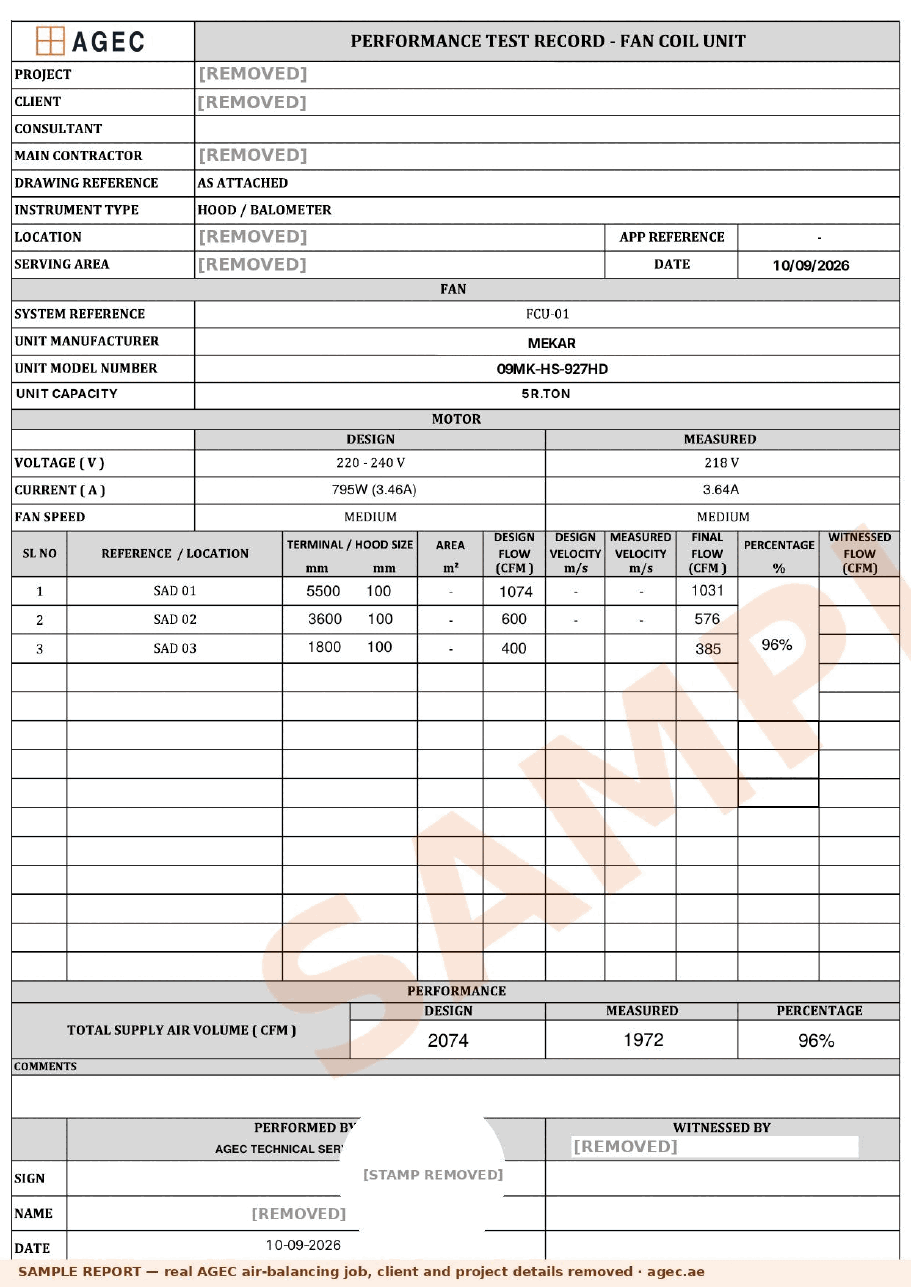 AGEC
PERFORMANCE TEST RECORD - FAN COIL UNIT
PROJECT [REMOVED]
CLIENT [REMOVED]
CONSULTANT
MAIN CONTRACTOR [REMOVED]
DRAWING REFERENCE AS ATTACHED
INSTRUMENT TYPE HOOD / BALOMETER
LOCATION [REMOVED] APP REFERENCE -
SERVING AREA [REMOVED] DATE 10/09/2026
FAN
SYSTEM REFERENCE FCU-01
UNIT MANUFACTURER MEKAR
UNIT MODEL NUMBER 09MK-HS-927HD
UNIT CAPACITY 5R.TON
MOTOR
DESIGN MEASURED
VOLTAGE ( V ) 220 - 240 V 218 V
CURRENT ( A ) 795W (3.46A) 3.64A
FAN SPEED MEDIUM MEDIUM
SL NO REFERENCE / LOCATION TERMINAL / HOOD SIZE mm mm AREA m² DESIGN FLOW (CFM ) DESIGN VELOCITY m/s MEASURED VELOCITY m/s FINAL FLOW (CFM ) PERCENTAGE % WITNESSED FLOW (CFM)
1 SAD 01 5500 100 - 1074 - - 1031
2 SAD 02 3600 100 - 600 - - 576
3 SAD 03 1800 100 - 400 385 96%
SAMPL
PERFORMANCE
DESIGN MEASURED PERCENTAGE
TOTAL SUPPLY AIR VOLUME ( CFM ) 2074 1972 96%
COMMENTS
PERFORMED BY WITNESSED BY
AGEC TECHNICAL SER [REMOVED]
SIGN [STAMP REMOVED]
NAME [REMOVED]
DATE 10-09-2026
SAMPLE REPORT — real AGEC air-balancing job, client and project details removed · agec.ae